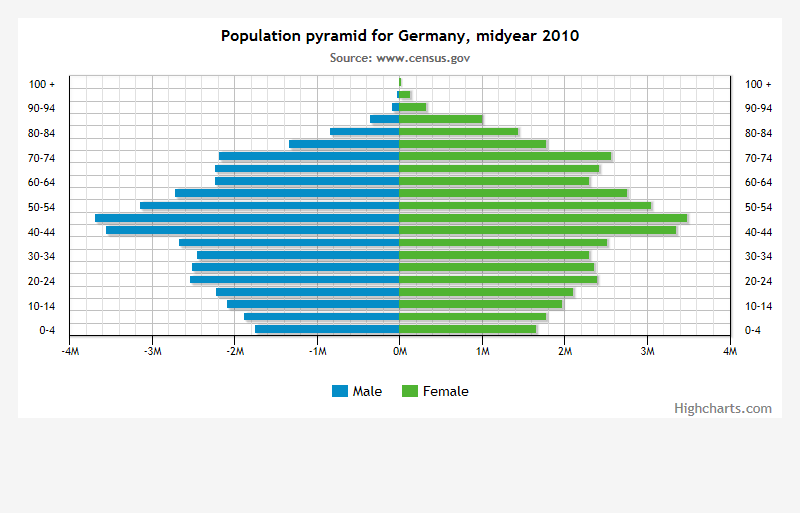 Population pyramid for Germany, midyear 2010
Source: www.census.gov
100 + 100 +
90-94 90-94
80-84 80-84
70-74 70-74
60-64 60-64
50-54 50-54
40-44 40-44
30-34 30-34
20-24 20-24
10-14 10-14
0-4 0-4
-4M -3M -2M -1M 0M 1M 2M 3M 4M
Male Female
Highcharts.com